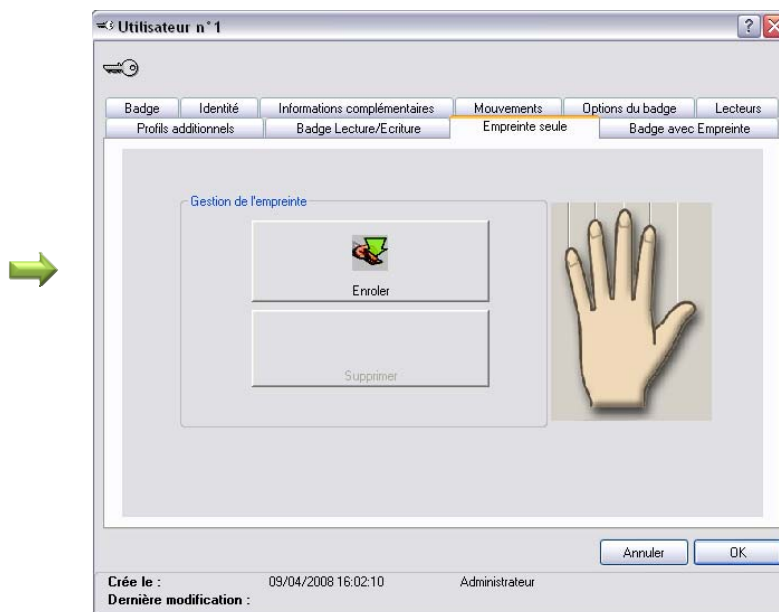 Utilisateur n°1
Badge Identité Informations complémentaires Mouvements Options du badge Lecteurs
Profils additionnels Badge Lecture/Ecriture Empreinte seule Badge avec Empreinte
Gestion de l'empreinte
Enroler
Supprimer
Annuler OK
Crée le : 09/04/2008 16:02:10 Administrateur
Dernière modification :